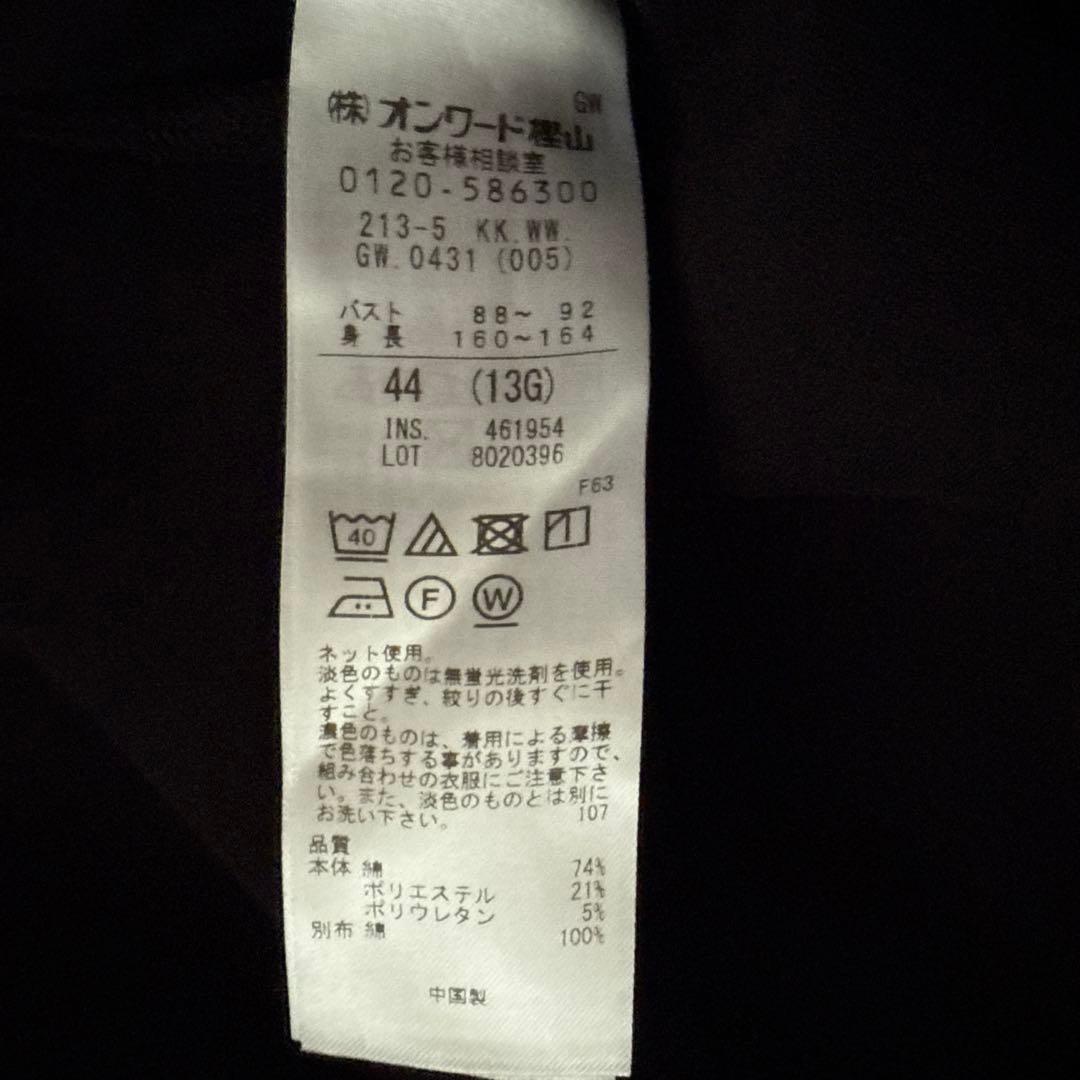 GW
(株)オンワード樫山
お客様相談室
0120-586300
213-5 KK.WW.
GW.0431 (005)
バスト 88~ 92
身長 160~164
44 (13G)
INS. 461954
LOT 8020396
F63
40
F W
ネット使用。
淡色のものは無蛍光洗剤を使用。
よくすすぎ、絞りの後すぐに干
すこと。
濃色のものは、着用による摩擦
で色落ちする事がありますので、
組み合わせの衣服にご注意下さ
い。また、淡色のものとは別に
お洗い下さい。 107
品質
本体 綿 74%
ポリエステル 21%
ポリウレタン 5%
別布 綿 100%
中国製